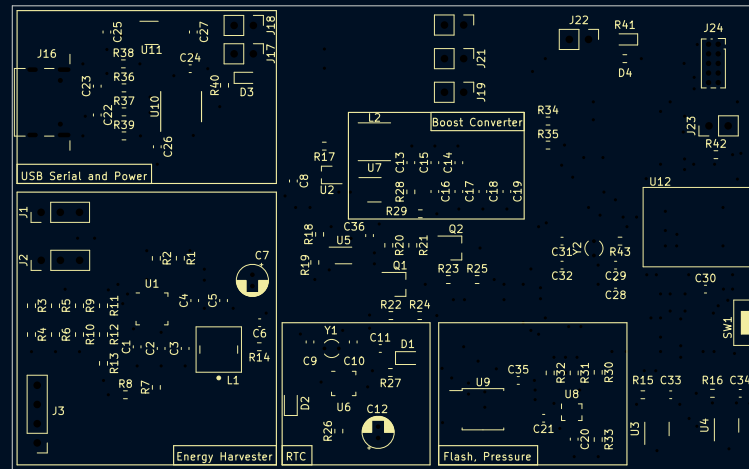 C25
C27
J18
J22
R41
J24
J16
R38
U11
J17
C24
J21
D4
C23
R36
R40
D3
J19
R37
U10
C22
R39
R34
J23
L2
Boost Converter
R35
C26
R17
R42
C13
C15
C14
U7
USB Serial and Power
C8
U2
R28
C16
C17
C18
C19
U12
J1
R29
R18
C36
U5
R20
R21
Q2
C31
Y2
R43
J2
R2
R1
C7
R19
Q1
R23
R25
C32
C29
C30
U1
C4
C5
C28
R3
R5
R9
R11
R22
R24
R4
R6
R10
R12
C1
C2
C3
C6
R14
Y1
C9
C10
C11
D1
SW1
R13
L1
R8
R7
R27
U9
C35
R32
R31
R30
R15
C33
R16
C34
D2
U6
C12
U8
J3
R26
C21
C20
R33
U3
U4
Energy Harvester
RTC
Flash, Pressure